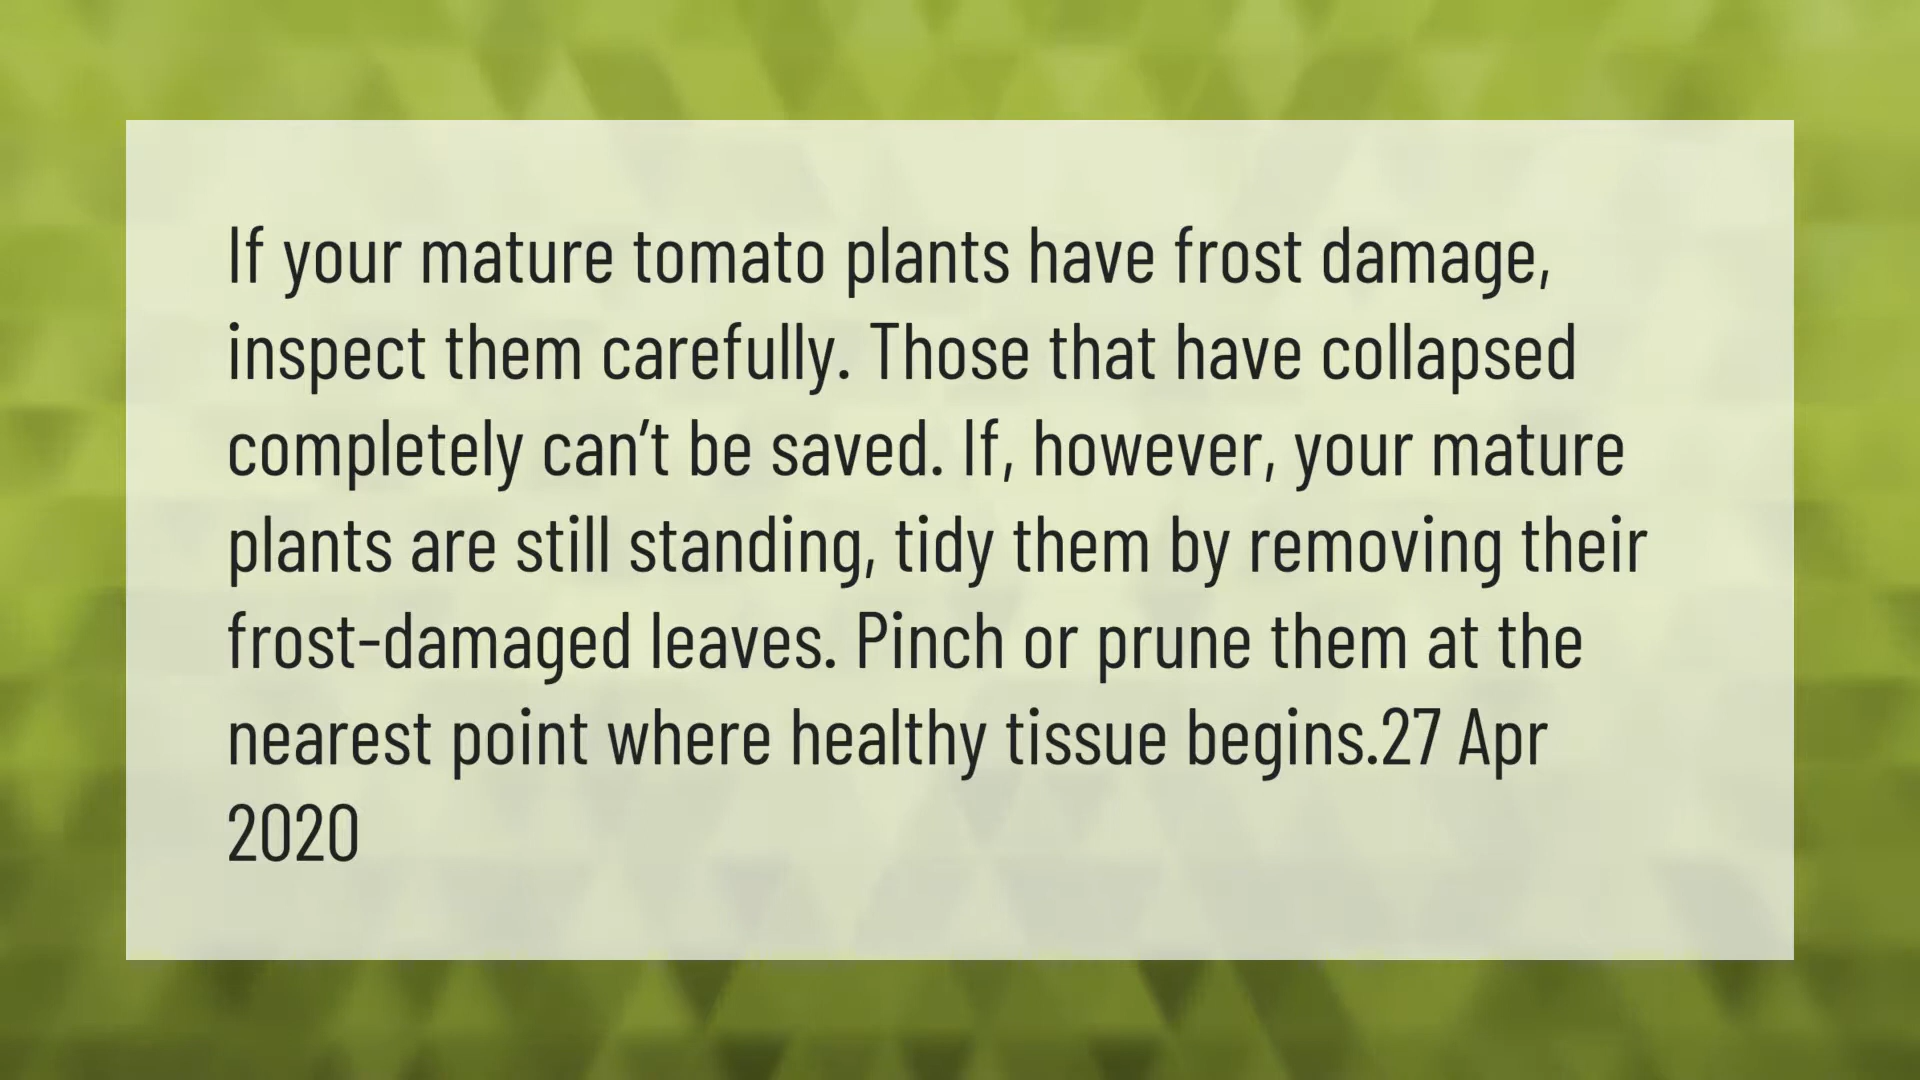 If your mature tomato plants have frost damage,
inspect them carefully. Those that have collapsed
completely can’t be saved. If, however, your mature
plants are still standing, tidy them by removing their
frost-damaged leaves. Pinch or prune them at the
nearest point where healthy tissue begins.27 Apr
2020